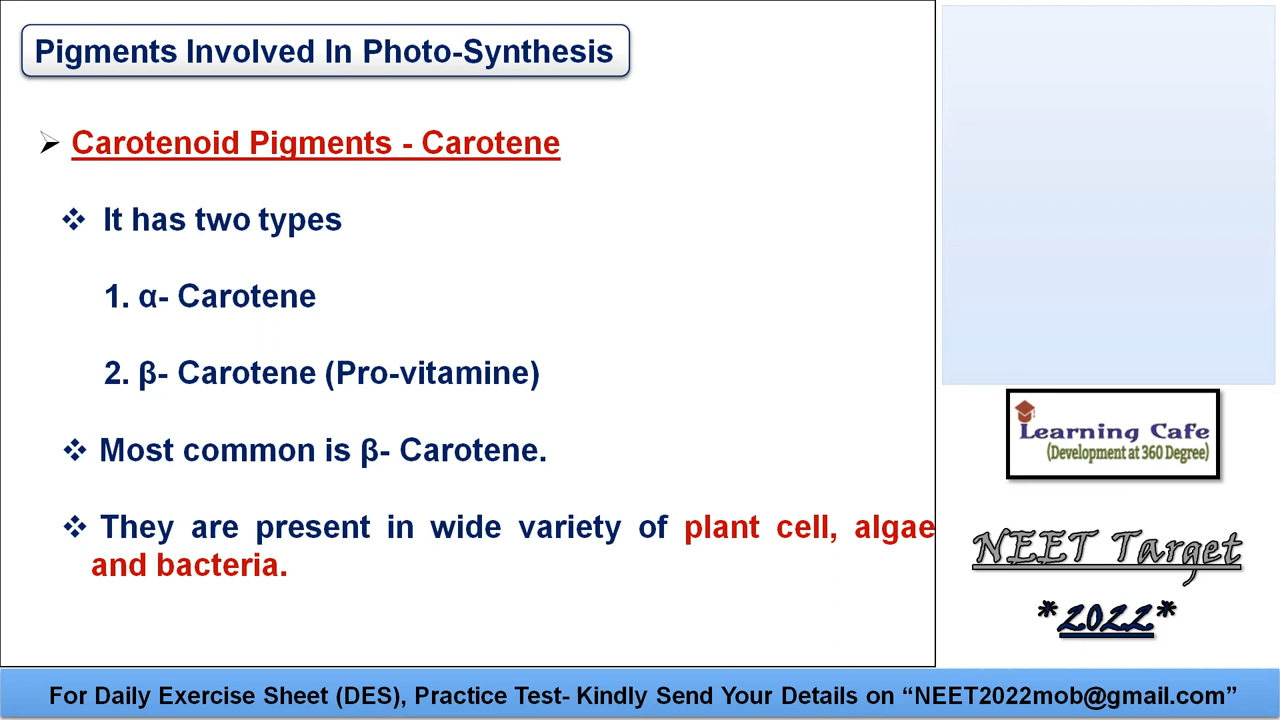 Pigments Involved In Photo-Synthesis
➢ Carotenoid Pigments - Carotene
❖ It has two types
1. α- Carotene
2. β- Carotene (Pro-vitamine)
❖ Most common is β- Carotene.
❖ They are present in wide variety of plant cell, algae
and bacteria.
Learning Cafe
(Development at 360 Degree)
NEET Target
*2022*
For Daily Exercise Sheet (DES), Practice Test- Kindly Send Your Details on “NEET2022mob@gmail.com”